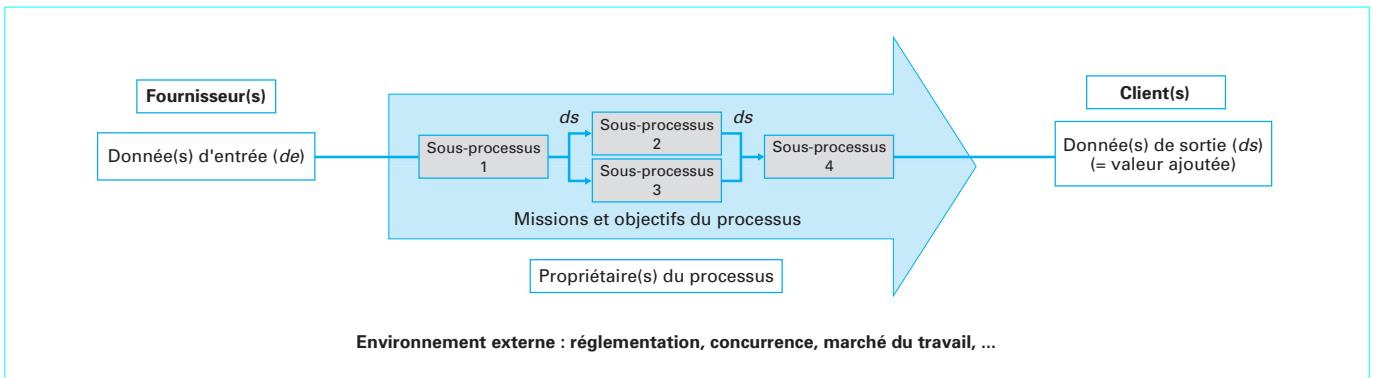 Fournisseur(s)
Donnée(s) d'entrée (de)
Sous-processus
1
ds
Sous-processus
2
Sous-processus
3
ds
Sous-processus
4
Missions et objectifs du processus
Client(s)
Donnée(s) de sortie (ds)
(= valeur ajoutée)
Propriétaire(s) du processus
Environnement externe : réglementation, concurrence, marché du travail, ...